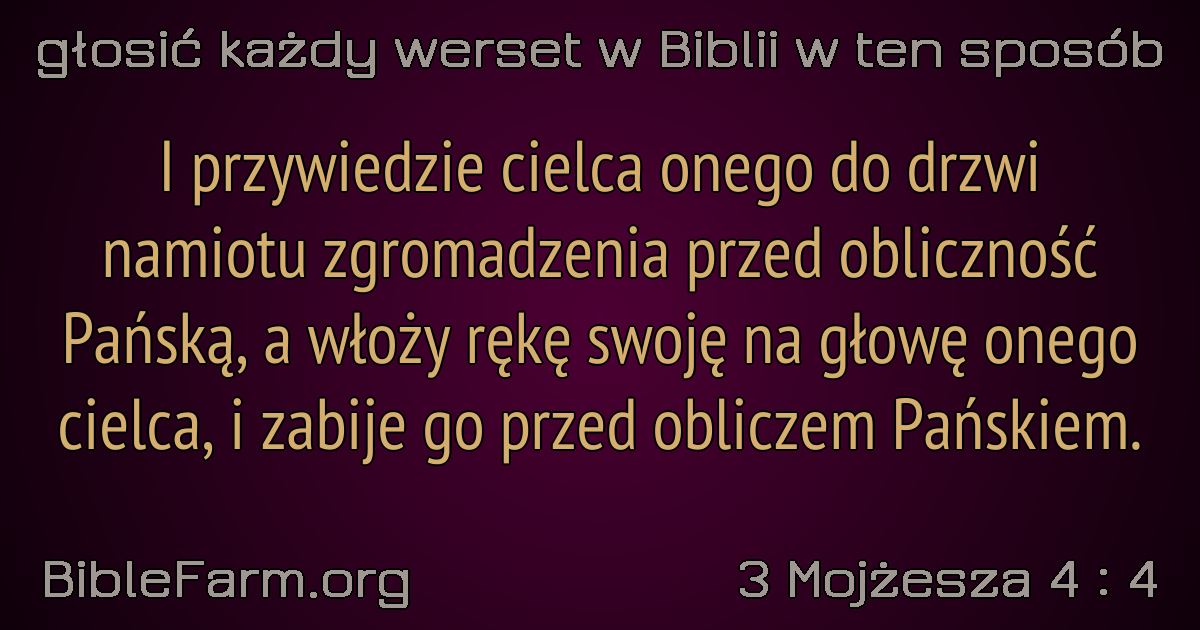 głosić każdy werset w Biblii w ten sposób
I przywiedzie cielca onego do drzwi
namiotu zgromadzenia przed obliczność
Pańską, a włoży rękę swoję na głowę onego
cielca, i zabije go przed obliczem Pańskiem.
BibleFarm.org
3 Mojżesza 4 : 4